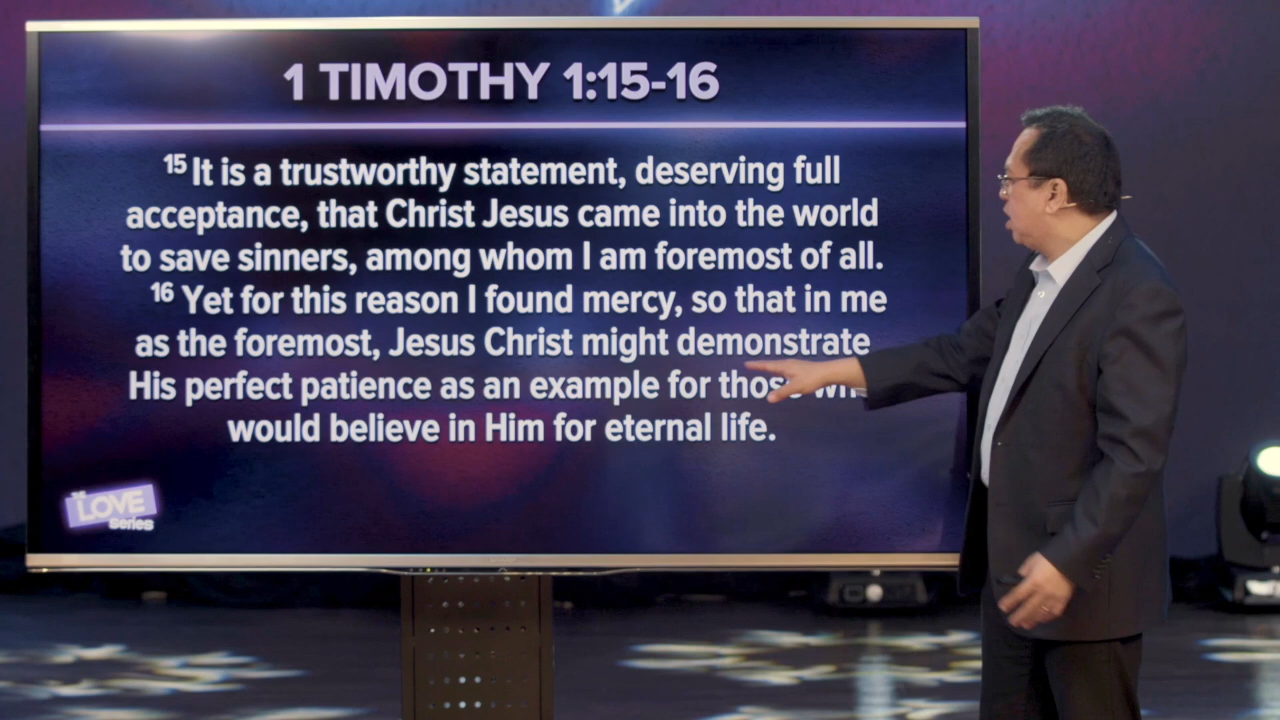 1 TIMOTHY 1:15-16
15 It is a trustworthy statement, deserving full
acceptance, that Christ Jesus came into the world
to save sinners, among whom I am foremost of all.
16 Yet for this reason I found mercy, so that in me
as the foremost, Jesus Christ might demonstrate
His perfect patience as an example for those
would believe in Him for eternal life.
THE
LOVE
series